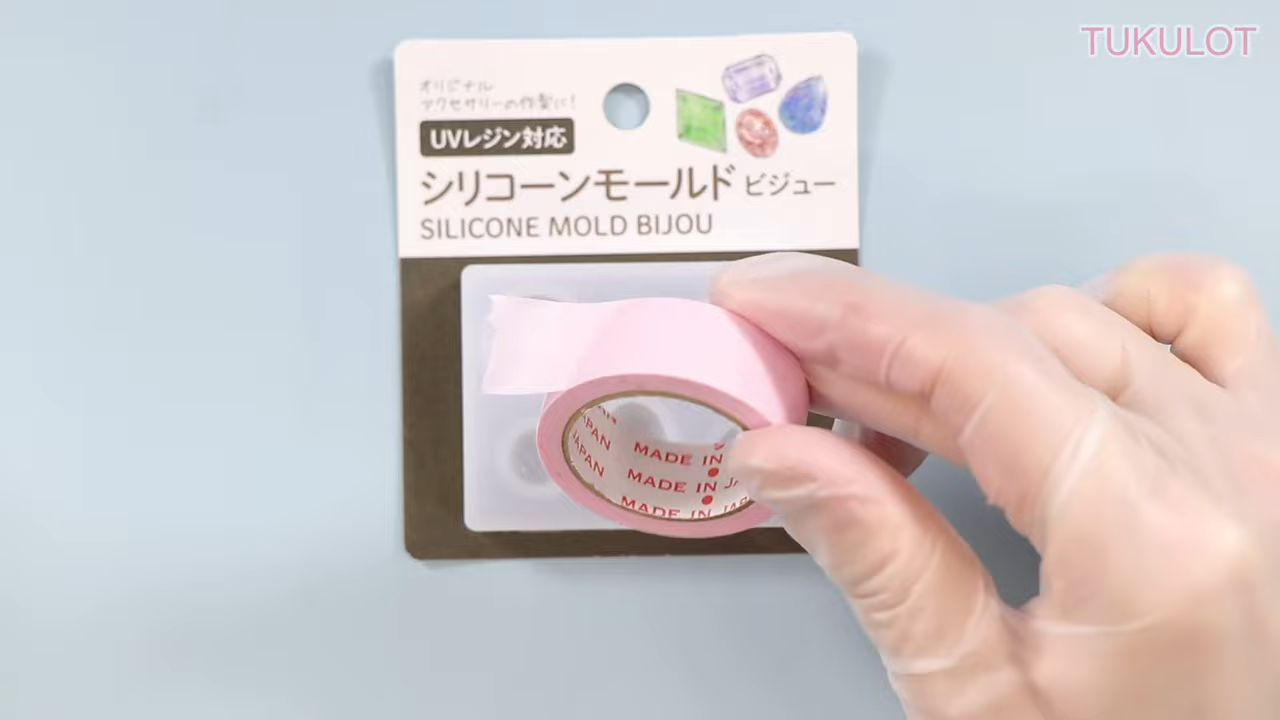 TUKULOT
オリジナル
アクセサリーの作製に!
UVレジン対応
シリコーンモールド ビジュー
SILICONE MOLD BIJOU
APAN
JAPAN
MADE IN
MADE IN JA
MADE IN JAP